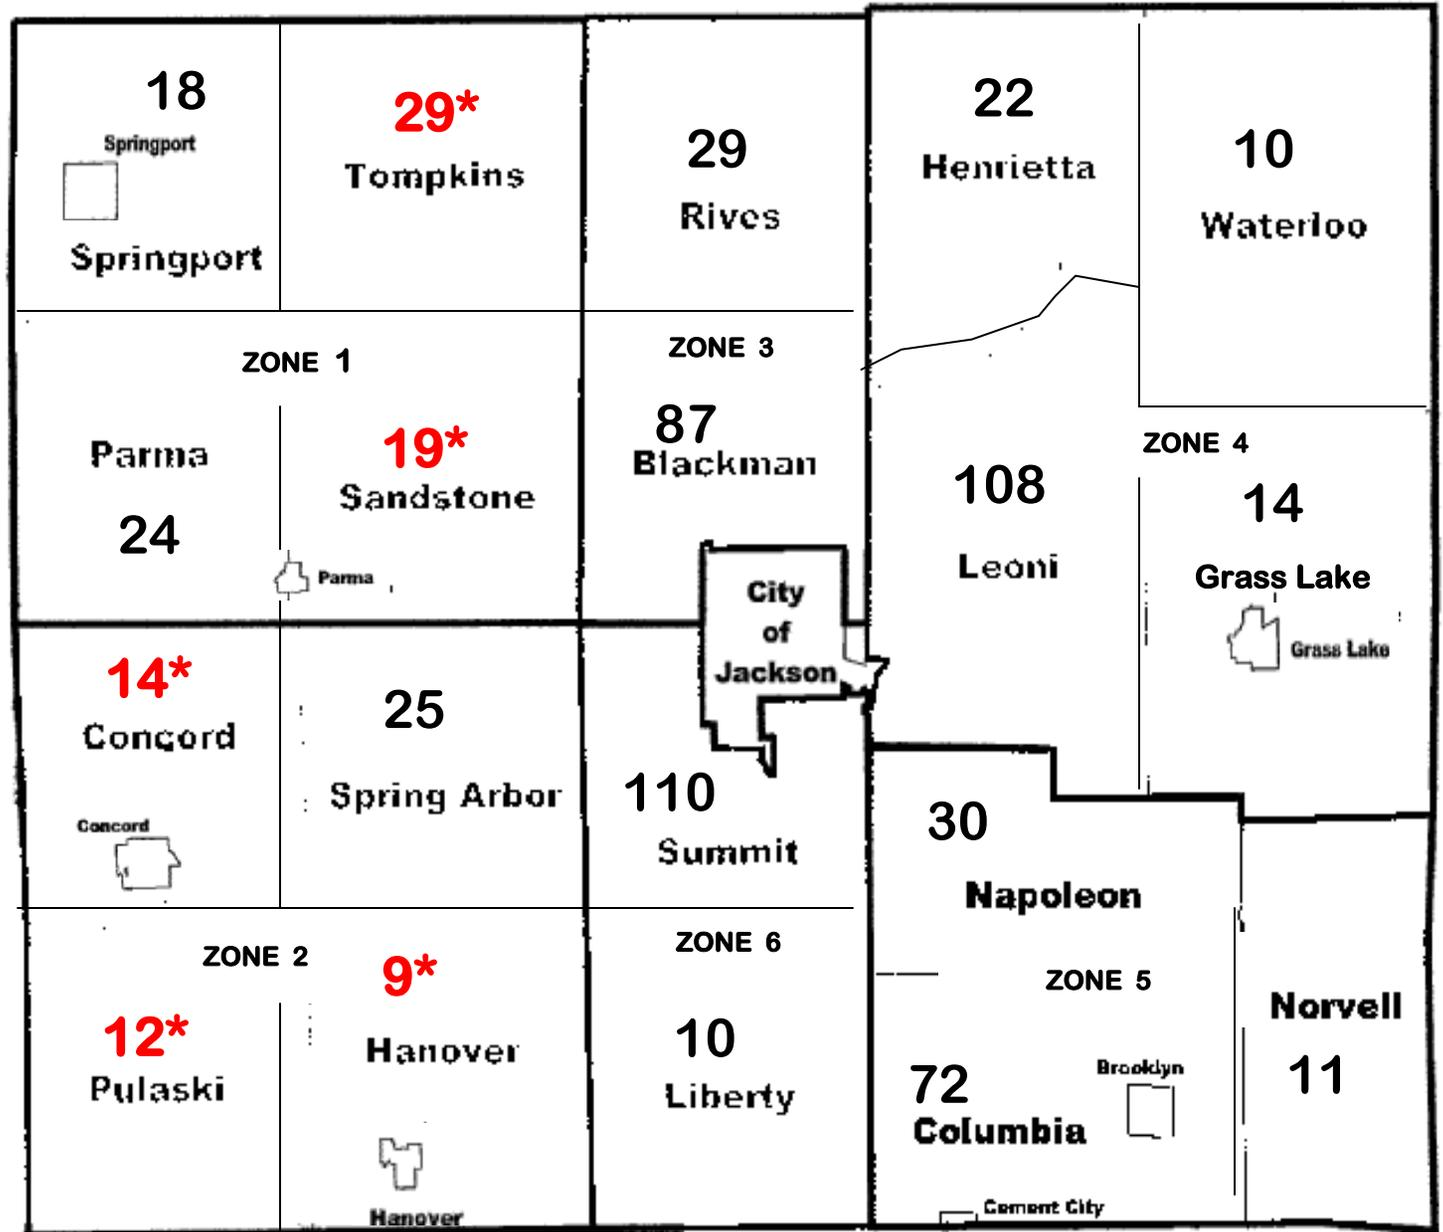 18
Springport
Springport
29*
Tompkins
29
Rives
22
Henrietta
10
Waterloo
ZONE 1
Parma
24
19*
Sandstone
Parma
ZONE 3
87
Blackman
City
of
Jackson
108
Leoni
ZONE 4
14
Grass Lake
Grass Lake
14*
Concord
Concord
25
Spring Arbor
110
Summit
30
Napoleon
ZONE 2
12*
Pulaski
9*
Hanover
Hanover
ZONE 6
10
Liberty
ZONE 5
72
Columbia
Brooklyn
Cement City
Norvell
11